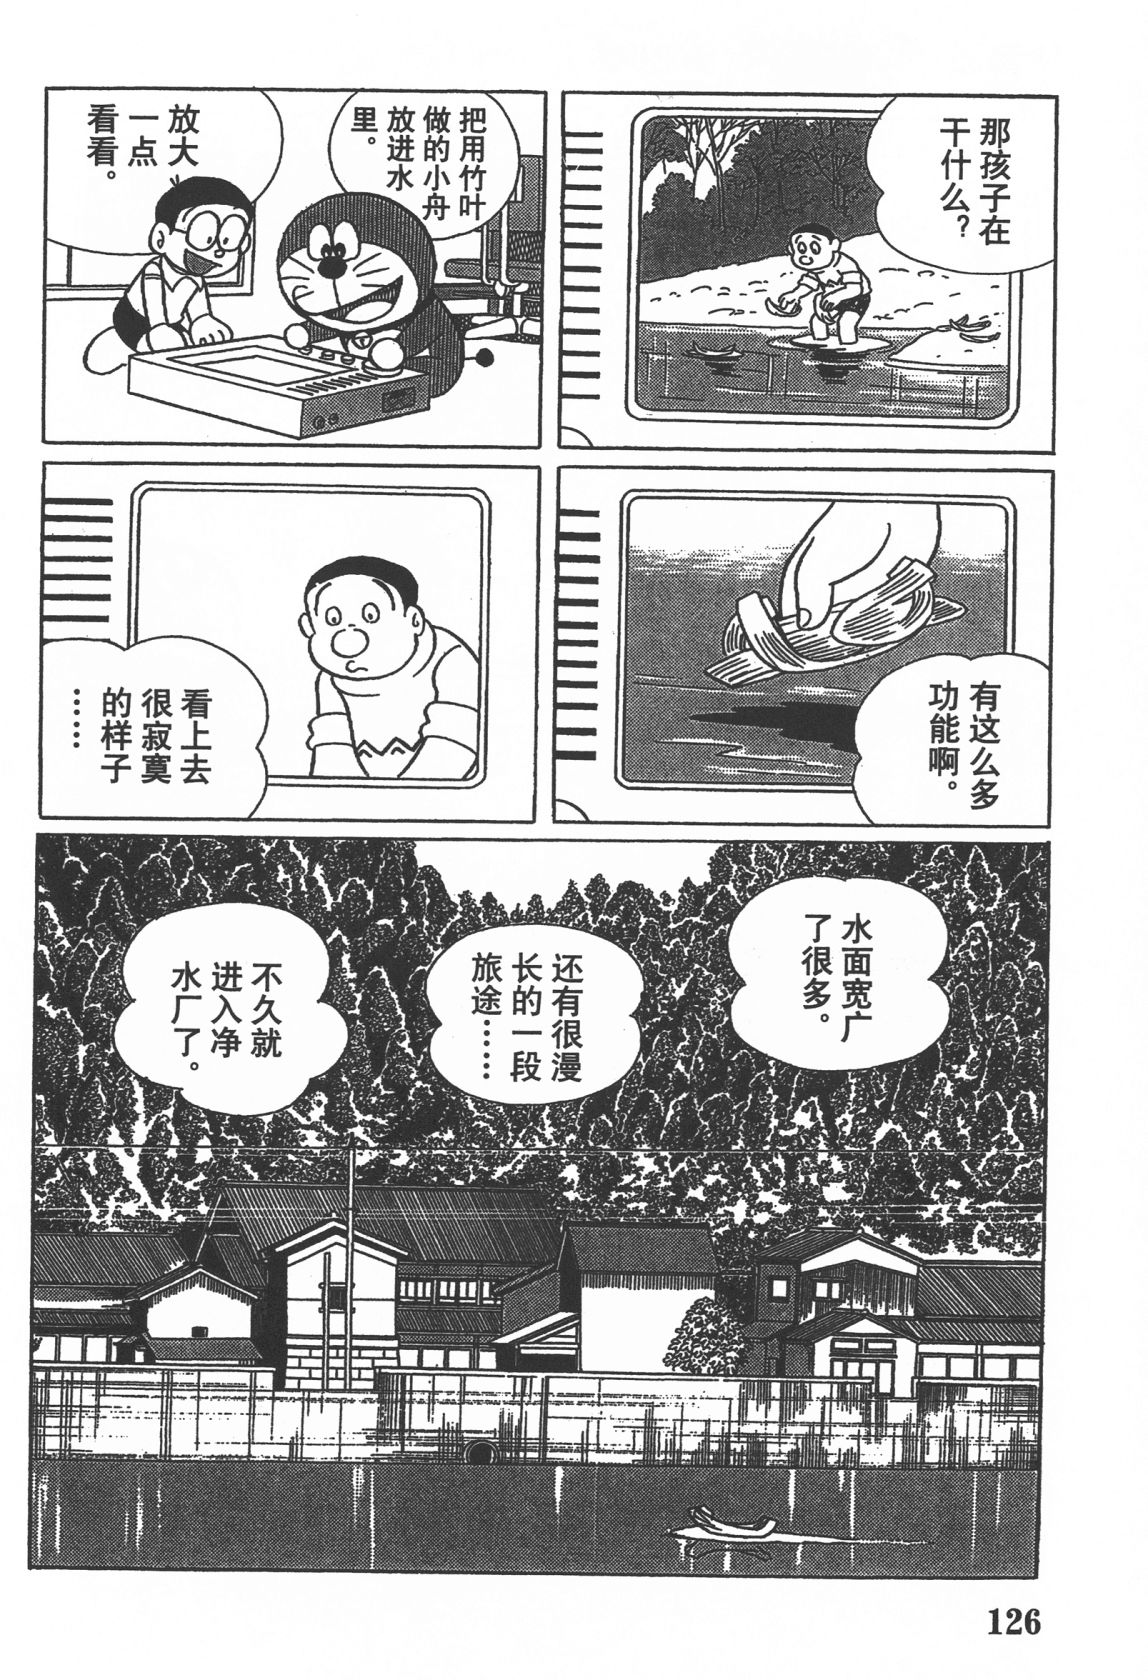 那孩子在
干什么？
把用竹叶
做的小舟
放进水
里。
放大
一点
看看。
有这么多
功能啊。
看上去
很寂寞
的样子
……
水面宽广
了很多。
还有很漫
长的一段
旅途……
不久就
进入净
水厂了。
126